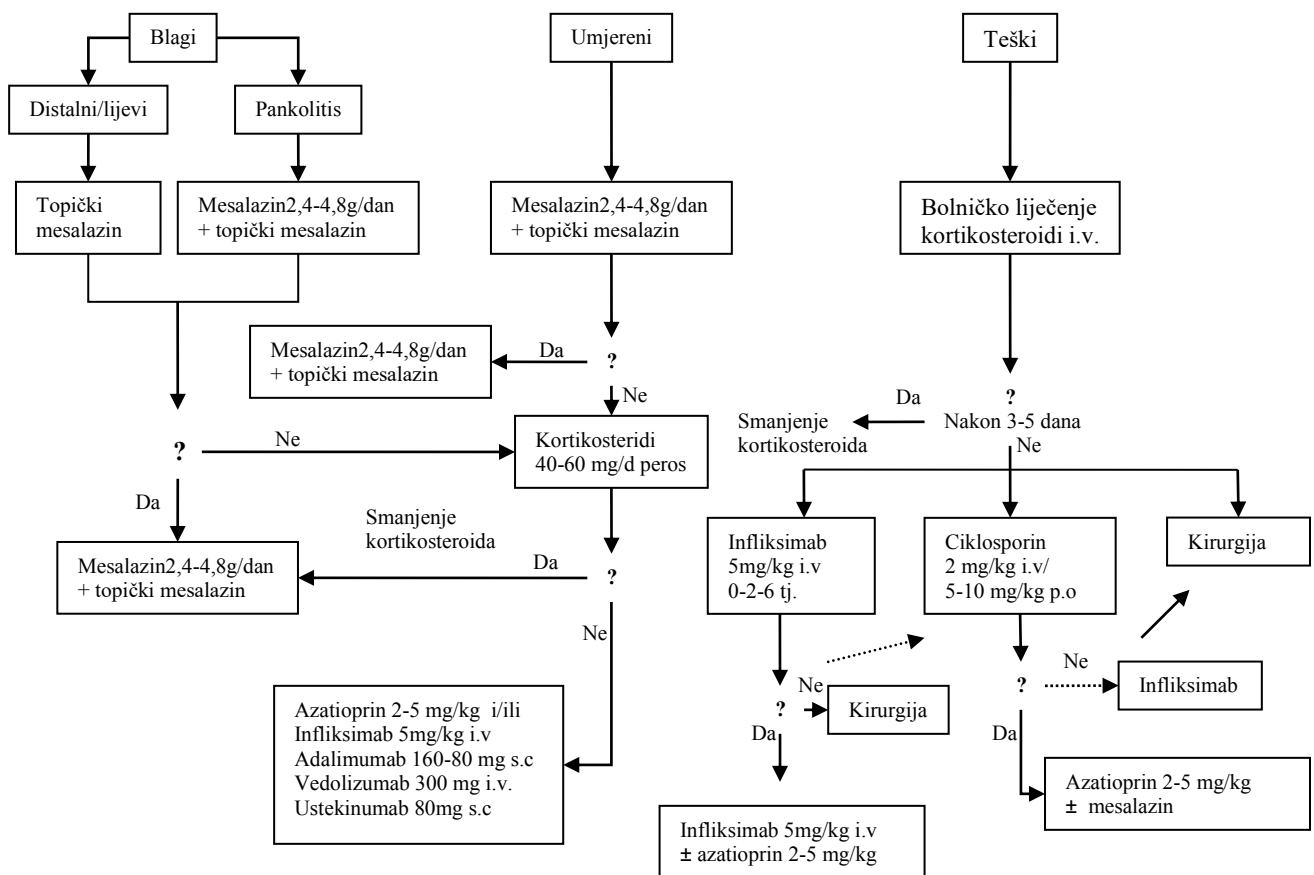 Blagi
Umjereni
Teški
Distalni/lijevi
Pankolitis
Topički
mesalazin
Mesalazin2,4-4,8g/dan
+ topički mesalazin
Mesalazin2,4-4,8g/dan
+ topički mesalazin
Bolničko liječenje
kortikosteroidi i.v.
Mesalazin2,4-4,8g/dan
+ topički mesalazin
Da
?
Ne
?
Nakon 3-5 dana
Da
Smanjenje
kortikosteroida
Ne
?
Ne
Da
Kortikosteridi
40-60 mg/d peros
Smanjenje
kortikosteroida
Da
?
Ne
Mesalazin2,4-4,8g/dan
+ topički mesalazin
Infliksimab
5mg/kg i.v
0-2-6 tj.
Ciklosporin
2 mg/kg i.v/
5-10 mg/kg p.o
Kirurgija
Azatioprin 2-5 mg/kg i/ili
Infliksimab 5mg/kg i.v
Adalimumab 160-80 mg s.c
Vedolizumab 300 mg i.v.
Ustekinumab 80mg s.c
?
Ne
Kirurgija
Da
?
Ne
Infliksimab
Da
Infliksimab 5mg/kg i.v
± azatioprin 2-5 mg/kg
Azatioprin 2-5 mg/kg
± mesalazin